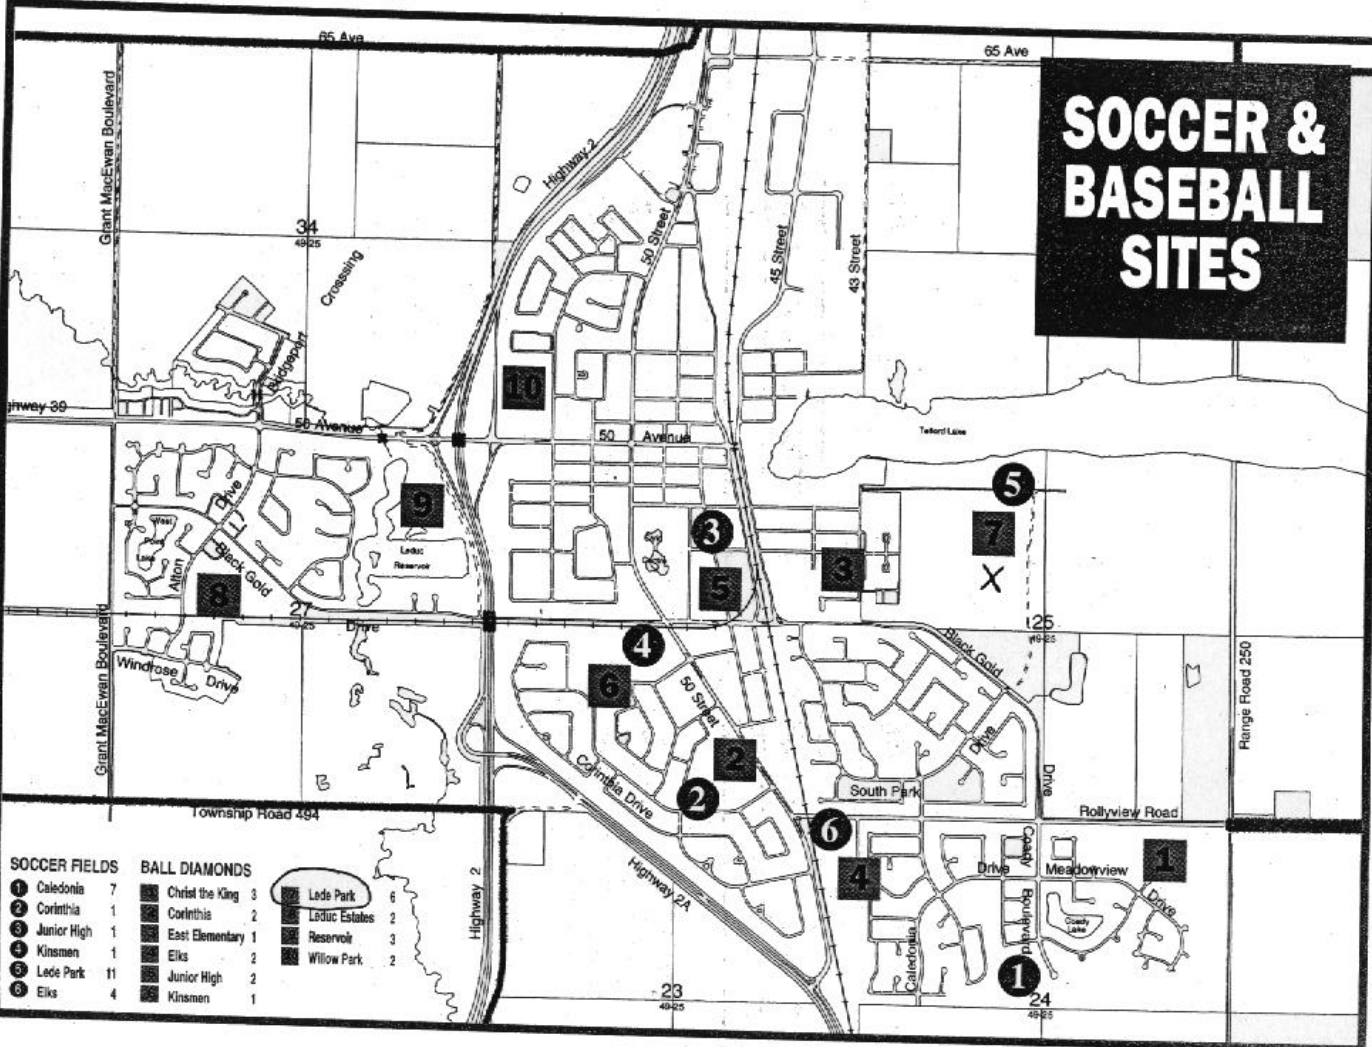 65 Ave
65 Ave
SOCCER &
BASEBALL
SITES
Grant MacEwan Boulevard
Highway 2
50 Street
45 Street
43 Street
34
49-25
Crossing
Bridgeport
10
hway 39
50 Avenue
50 Avenue
Telford Lake
5
9
3
7
X
West
Point
Lake
Drive
Alton
Black Gold
Leduc
Reservoir
8
5
3
27
49-25
Drive
25
49-25
Black Gold
Drive
4
Windrose
Drive
6
50 Street
Grant MacEwan Boulevard
Range Road 250
2
Corinthia Drive
2
South Park
Drive
Rollyview Road
Township Road 494
6
4
Coady
Boulevard
Drive
Meadowview
Drive
1
Coady
Lake
Highway 2A
Highway 2
Caledonia
1
23
49-25
24
49-25
SOCCER FIELDS
1 Caledonia 7
2 Corinthia 1
3 Junior High 1
4 Kinsmen 1
5 Lede Park 11
6 Elks 4
BALL DIAMONDS
Christ the King 3
Corinthia 2
East Elementary 1
Elks 2
Junior High 2
Kinsmen 1
7 Lede Park 6
Leduc Estates 2
Reservoir 3
Willow Park 2